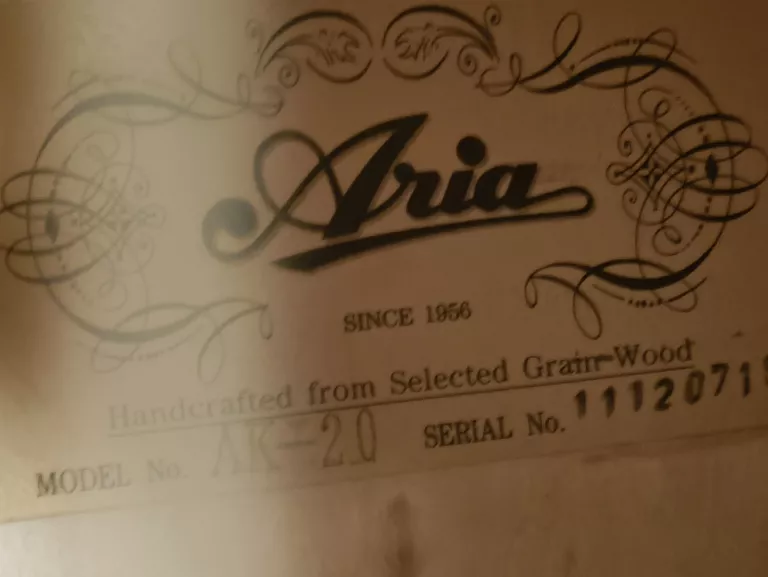 Aria
SINCE 1956
Handcrafted from Selected Grain-Wood
MODEL No. AK-20 SERIAL No. 1112071